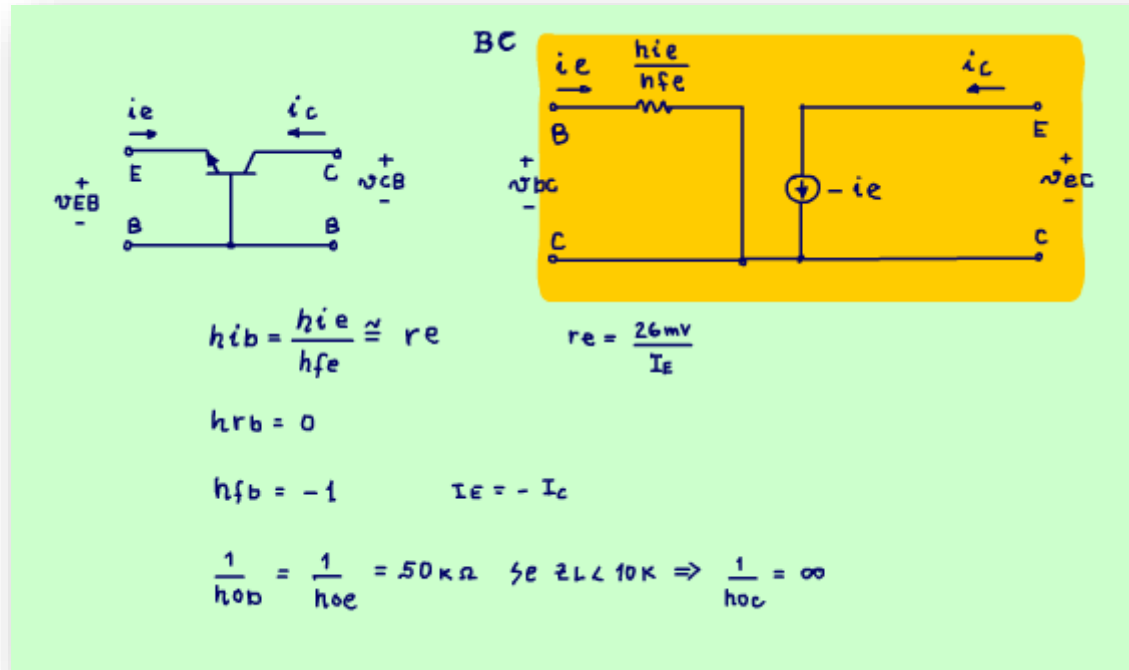 BC
ie ic
E C
+ vEB - + vCB -
B B
ie hie/hfe ic
B E
+ vbc - -ie + vec -
C C
hib = hie/hfe ≅ re re = 26mV/IE
hrb = 0
hfb = -1 IE = - Ic
1/hob = 1/hoe = 50KΩ se ZL< 10K ⇒ 1/hoc = ∞